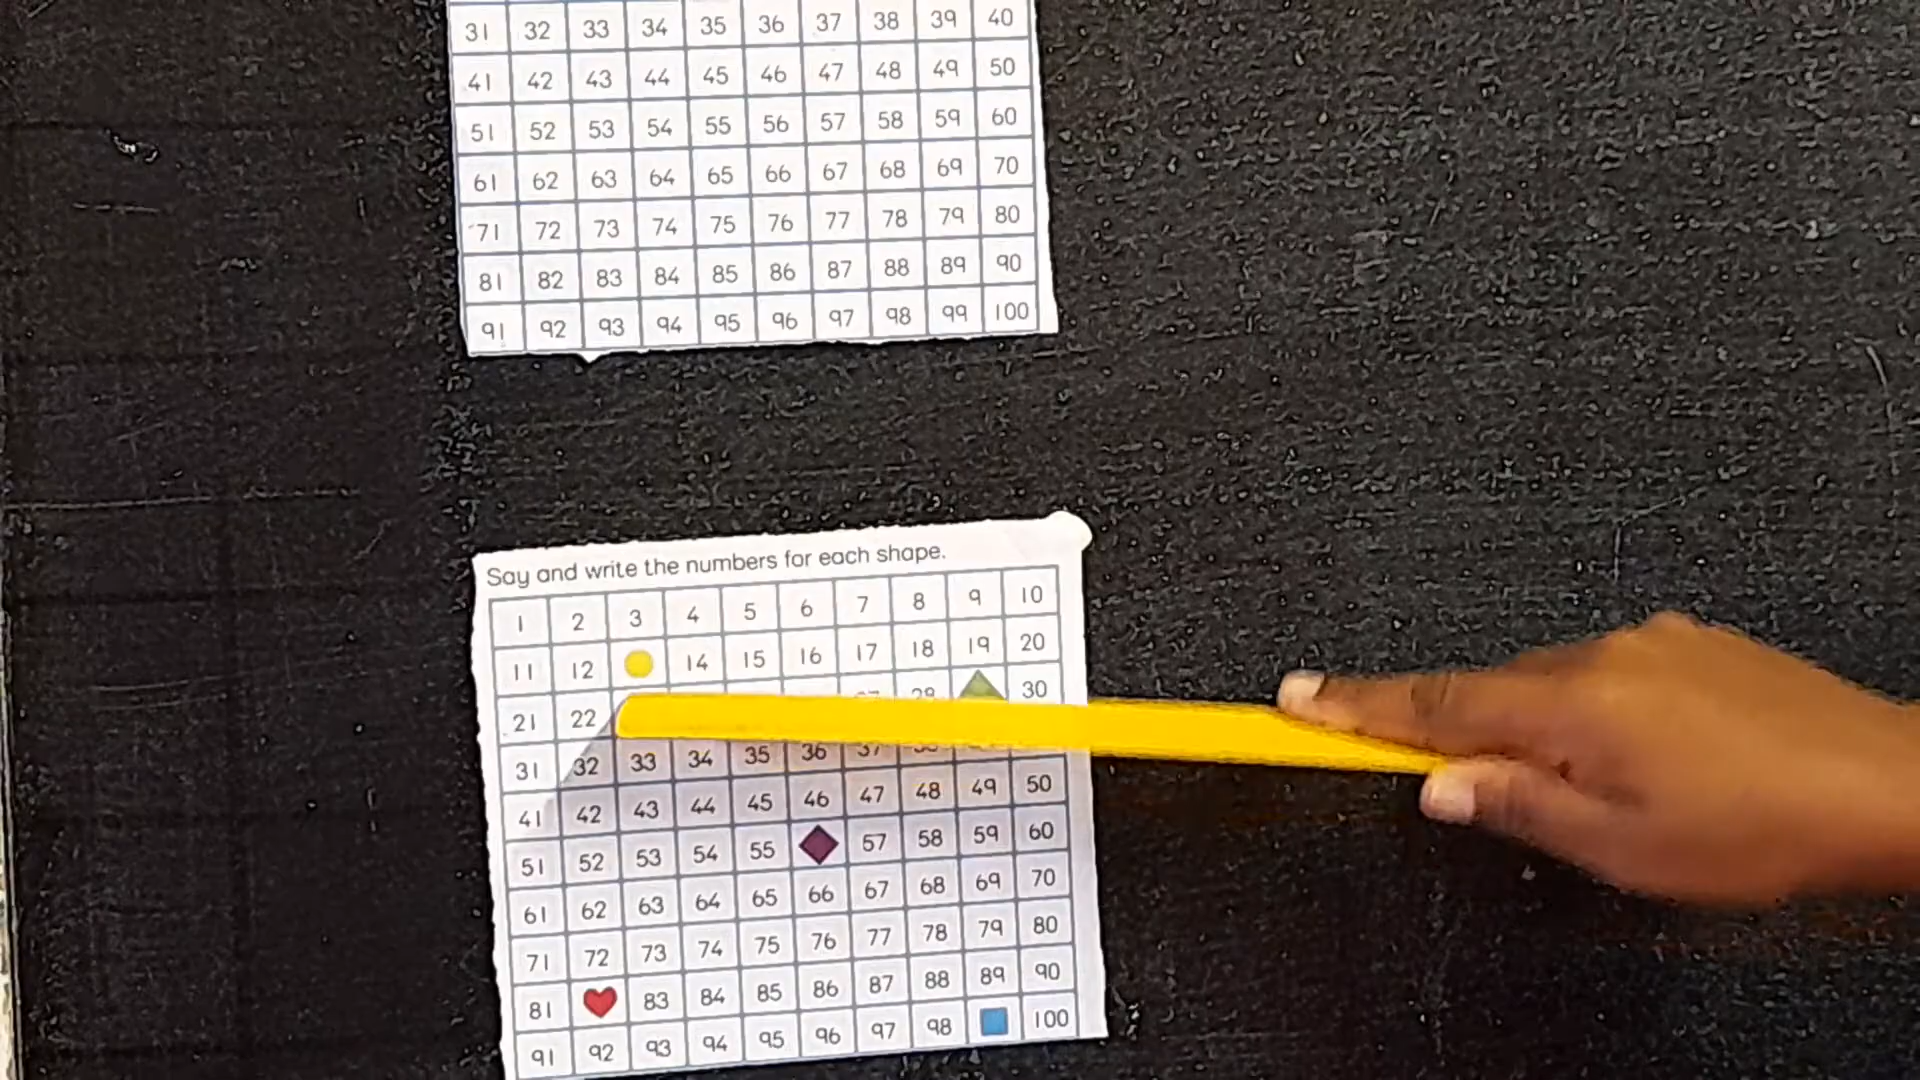 31 32 33 34 35 36 37 38 39 40
41 42 43 44 45 46 47 48 49 50
51 52 53 54 55 56 57 58 59 60
61 62 63 64 65 66 67 68 69 70
71 72 73 74 75 76 77 78 79 80
81 82 83 84 85 86 87 88 89 90
91 92 93 94 95 96 97 98 99 100
Say and write the numbers for each shape.
1 2 3 4 5 6 7 8 9 10
11 12 14 15 16 17 18 19 20
21 22 28 30
31 32 33 34 35 36 37
41 42 43 44 45 46 47 48 49 50
51 52 53 54 55 57 58 59 60
61 62 63 64 65 66 67 68 69 70
71 72 73 74 75 76 77 78 79 80
81 83 84 85 86 87 88 89 90
91 92 93 94 95 96 97 98 100